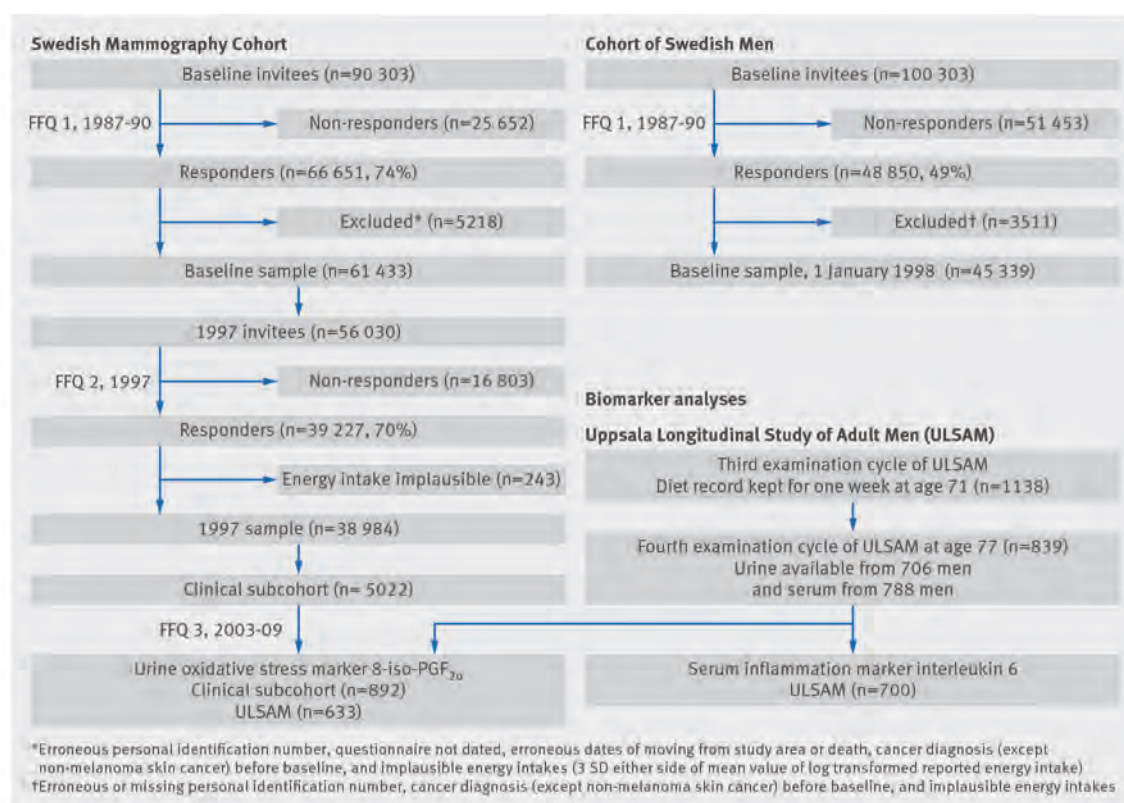 Swedish Mammography Cohort
Baseline invitees (n=90 303)
FFQ 1, 1987-90
Non-responders (n=25 652)
Responders (n=66 651, 74%)
Excluded* (n=5218)
Baseline sample (n=61 433)
1997 invitees (n=56 030)
FFQ 2, 1997
Non-responders (n=16 803)
Responders (n=39 227, 70%)
Energy intake implausible (n=243)
1997 sample (n=38 984)
Clinical subcohort (n= 5022)
FFQ 3, 2003-09
Urine oxidative stress marker 8-iso-PGF2α
Clinical subcohort (n=892)
ULSAM (n=633)
Cohort of Swedish Men
Baseline invitees (n=100 303)
FFQ 1, 1987-90
Non-responders (n=51 453)
Responders (n=48 850, 49%)
Excluded† (n=3511)
Baseline sample, 1 January 1998 (n=45 339)
Biomarker analyses
Uppsala Longitudinal Study of Adult Men (ULSAM)
Third examination cycle of ULSAM
Diet record kept for one week at age 71 (n=1138)
Fourth examination cycle of ULSAM at age 77 (n=839)
Urine available from 706 men
and serum from 788 men
Serum inflammation marker interleukin 6
ULSAM (n=700)
*Erroneous personal identification number, questionnaire not dated, erroneous dates of moving from study area or death, cancer diagnosis (except
non-melanoma skin cancer) before baseline, and implausible energy intakes (3 SD either side of mean value of log transformed reported energy intake)
†Erroneous or missing personal identification number, cancer diagnosis (except non-melanoma skin cancer) before baseline, and implausible energy intakes